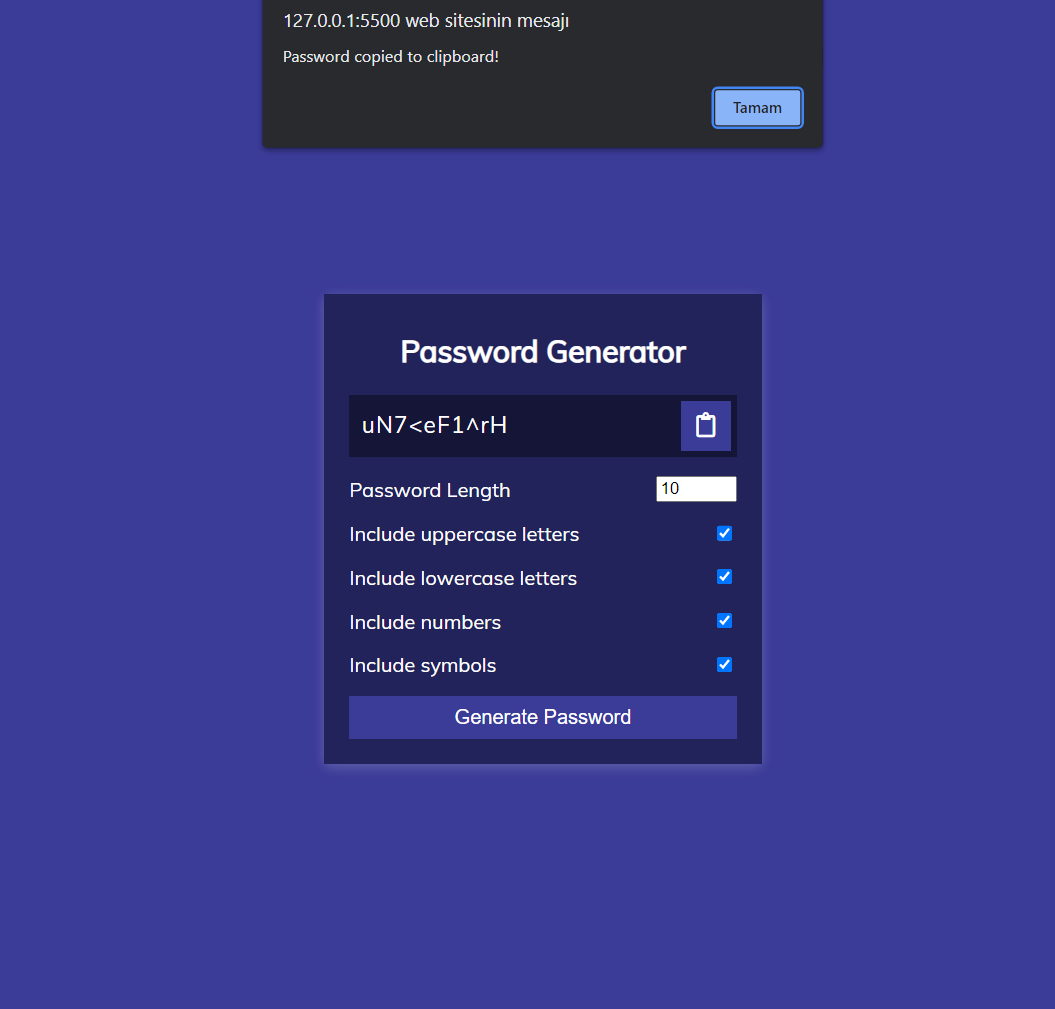 127.0.0.1:5500 web sitesinin mesajı
Password copied to clipboard!
Tamam
Password Generator
uN7<eF1^rH
Password Length 10
Include uppercase letters
Include lowercase letters
Include numbers
Include symbols
Generate Password